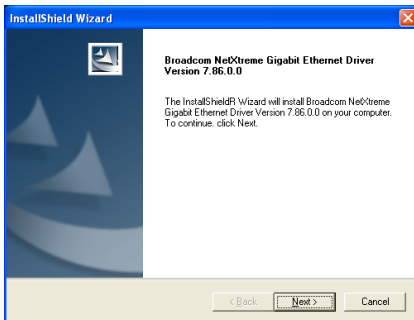 InstallShield Wizard
Broadcom NetXtreme Gigabit Ethernet Driver
Version 7.86.0.0
The InstallShieldR Wizard will install Broadcom NetXtreme
Gigabit Ethernet Driver Version 7.86.0.0 on your computer.
To continue, click Next.
< Back
Next >
Cancel